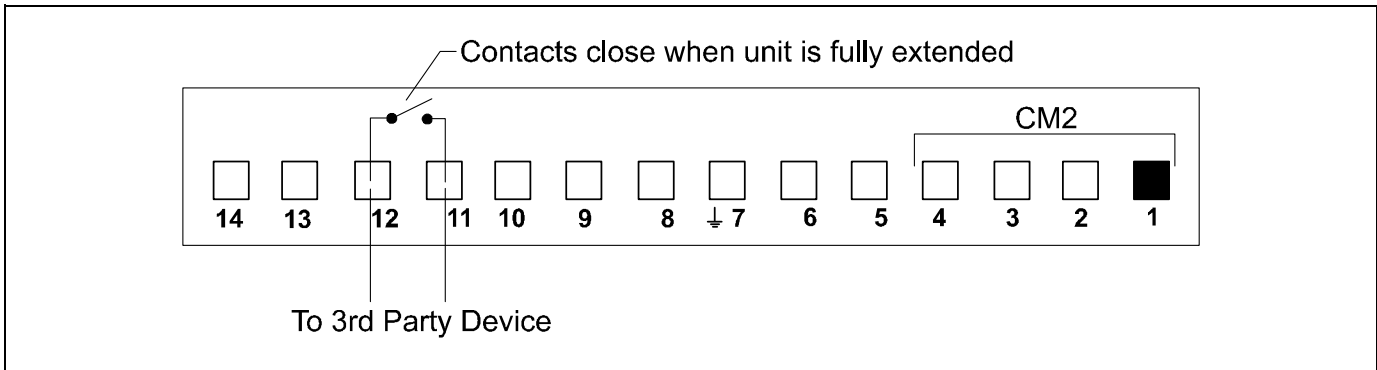 Contacts close when unit is fully extended
CM2
14 13 12 11 10 9 8 ⏚ 7 6 5 4 3 2 1
To 3rd Party Device